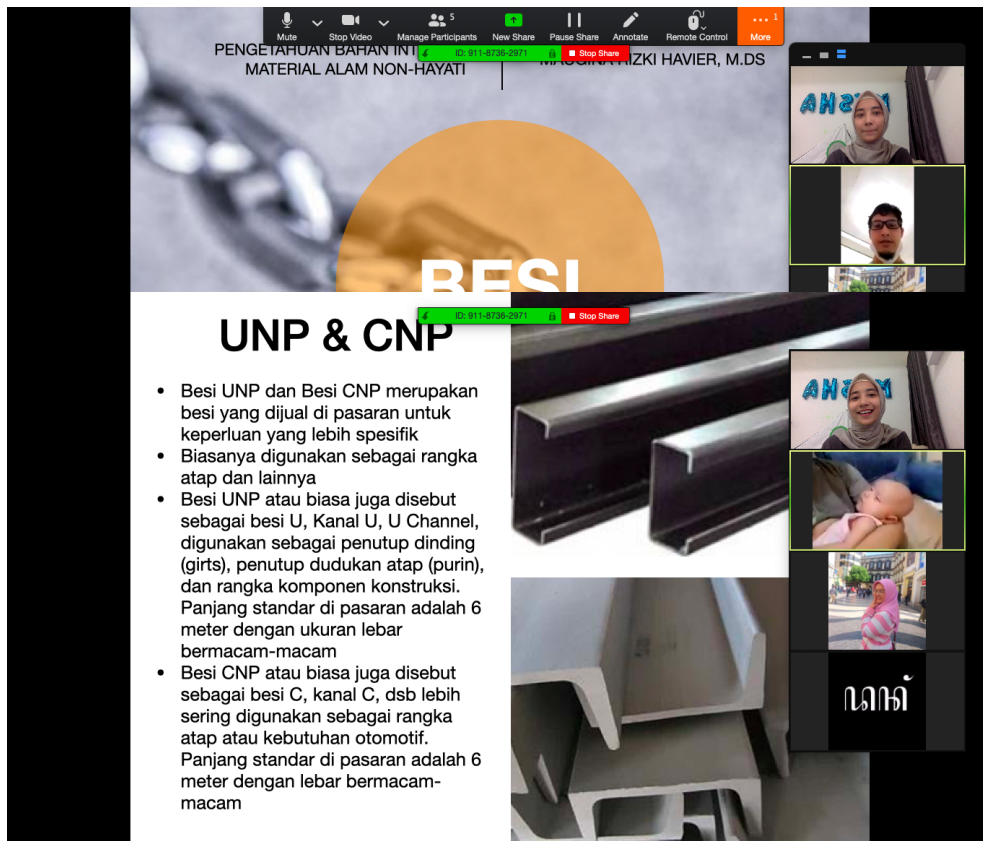 5
1
Mute
Stop Video
Manage Participants
New Share
Pause Share
Annotate
Remote Control
More
ID: 911-8736-2971
Stop Share
PENGETAHUAN BAHAN
MATERIAL ALAM NON-HAYATI
RIZKI HAVIER, M.DS
BESI
ID: 911-8736-2971
Stop Share
UNP & CNP
• Besi UNP dan Besi CNP merupakan
besi yang dijual di pasaran untuk
keperluan yang lebih spesifik
• Biasanya digunakan sebagai rangka
atap dan lainnya
• Besi UNP atau biasa juga disebut
sebagai besi U, Kanal U, U Channel,
digunakan sebagai penutup dinding
(girts), penutup dudukan atap (purin),
dan rangka komponen konstruksi.
Panjang standar di pasaran adalah 6
meter dengan ukuran lebar
bermacam-macam
• Besi CNP atau biasa juga disebut
sebagai besi C, kanal C, dsb lebih
sering digunakan sebagai rangka
atap atau kebutuhan otomotif.
Panjang standar di pasaran adalah 6
meter dengan lebar bermacam-
macam